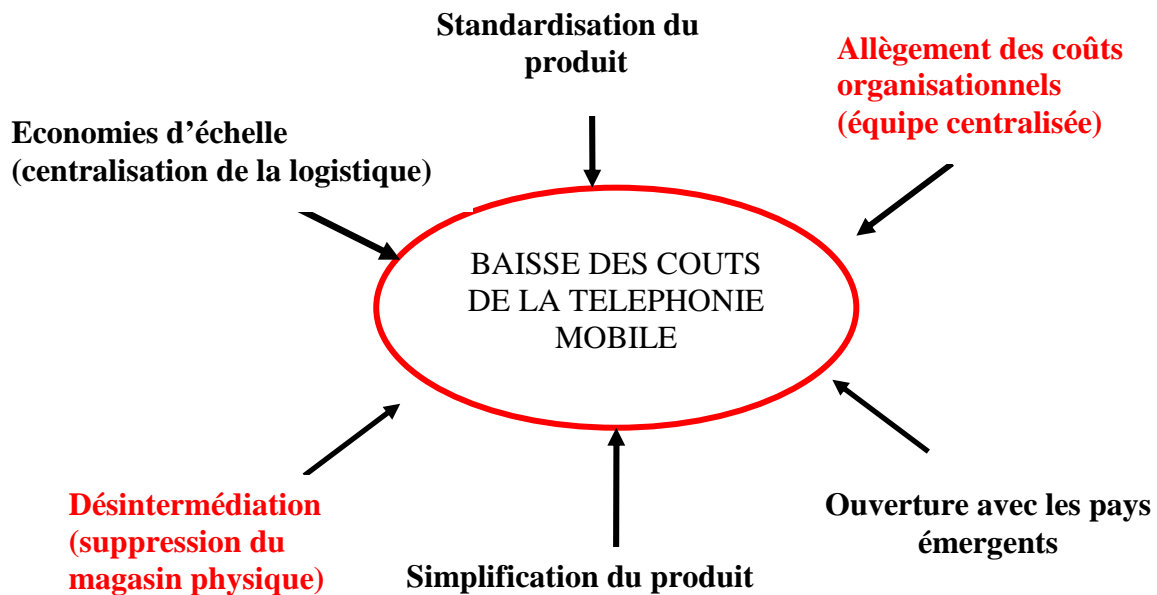 Standardisation du
produit
Allègement des coûts
organisationnels
(équipe centralisée)
Economies d'échelle
(centralisation de la logistique)
BAISSE DES COUTS
DE LA TELEPHONIE
MOBILE
Désintermédiation
(suppression du
magasin physique)
Simplification du produit
Ouverture avec les pays
émergents